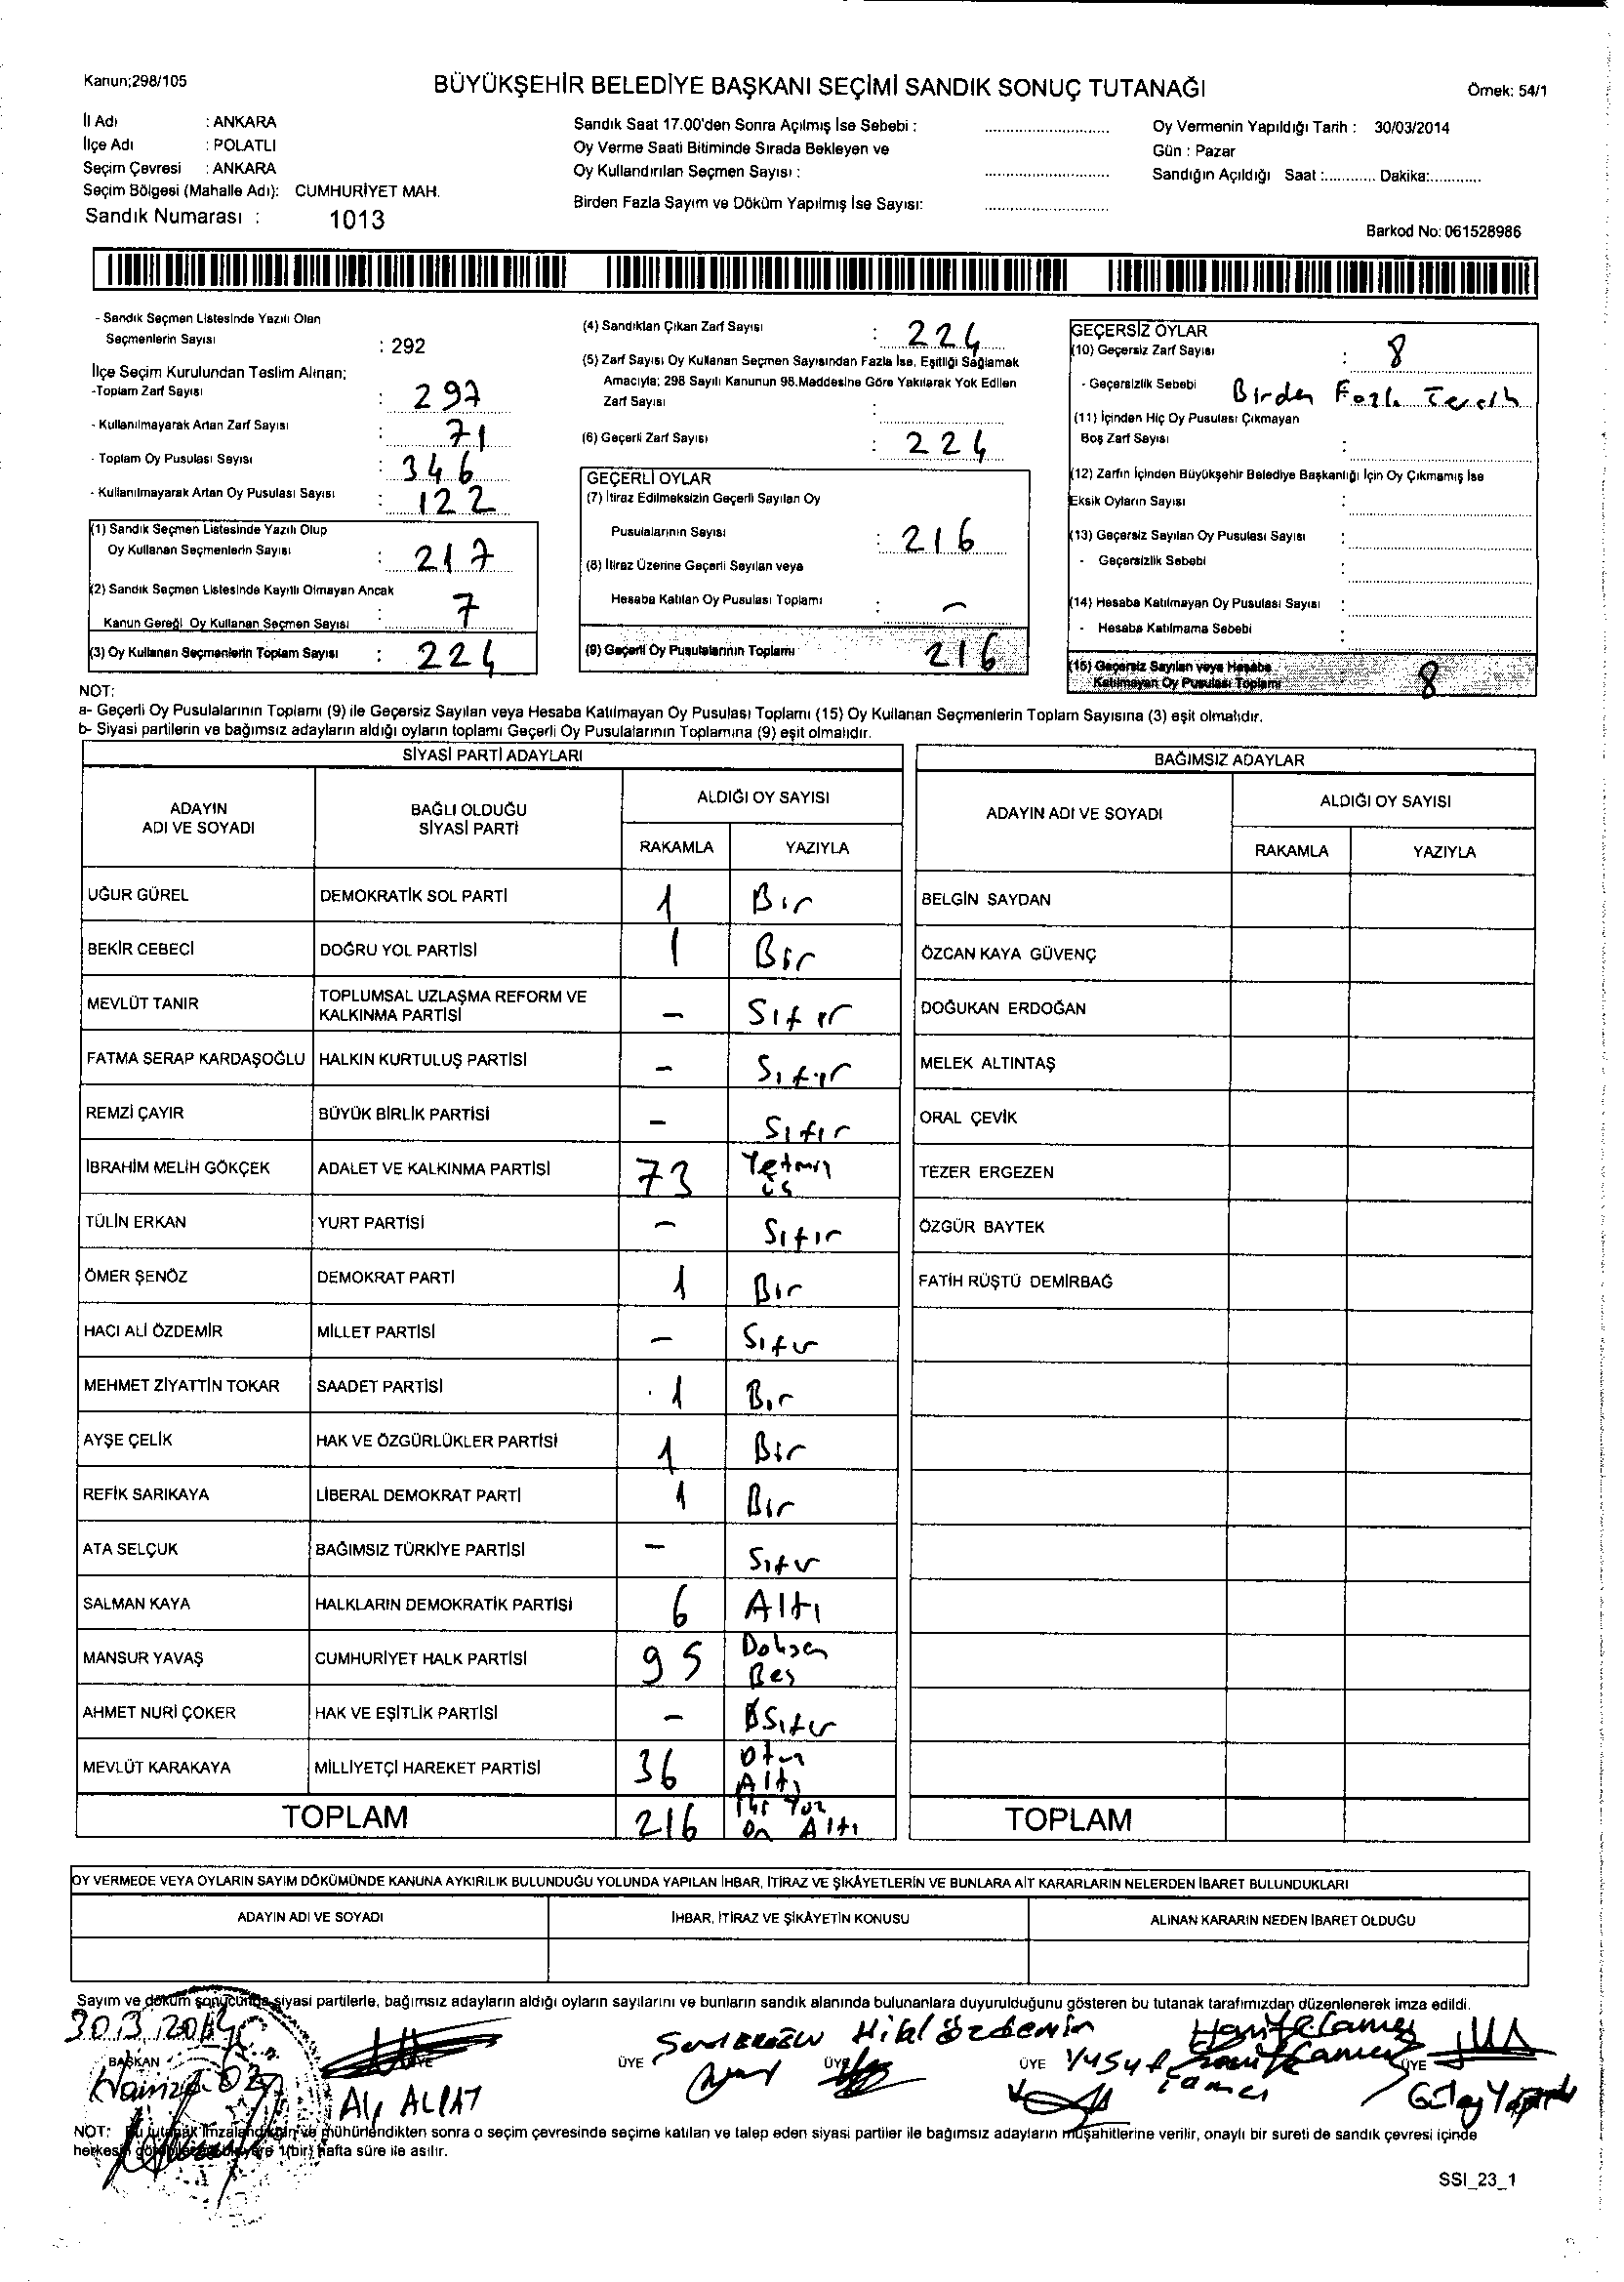 Kanun;298/105
BÜYÜKŞEHİR BELEDİYE BAŞKANI SEÇİMİ SANDIK SONUÇ TUTANAĞI
Örnek: 54/1
İl Adı : ANKARA
İlçe Adı : POLATLI
Seçim Çevresi : ANKARA
Seçim Bölgesi (Mahalle Adı): CUMHURİYET MAH.
Sandık Numarası : 1013
Sandık Saat 17.00'den Sonra Açılmış İse Sebebi :
Oy Verme Saati Bitiminde Sırada Bekleyen ve
Oy Kullandırılan Seçmen Sayısı :
Birden Fazla Sayım ve Döküm Yapılmış İse Sayısı:
Oy Vermenin Yapıldığı Tarih : 30/03/2014
Gün : Pazar
Sandığın Açıldığı Saat :............ Dakika:............
Barkod No: 061528986
- Sandık Seçmen Listesinde Yazılı Olan
Seçmenlerin Sayısı : 292
İlçe Seçim Kurulundan Teslim Alınan;
-Toplam Zarf Sayısı : 297
- Kullanılmayarak Artan Zarf Sayısı : 71
- Toplam Oy Pusulası Sayısı : 346
- Kullanılmayarak Artan Oy Pusulası Sayısı : 122
(1) Sandık Seçmen Listesinde Yazılı Olup
Oy Kullanan Seçmenlerin Sayısı : 217
(2) Sandık Seçmen Listesinde Kayıtlı Olmayan Ancak
Kanun Gereği Oy Kullanan Seçmen Sayısı : 7
(3) Oy Kullanan Seçmenlerin Toplam Sayısı : 224
(4) Sandıktan Çıkan Zarf Sayısı : 224
(5) Zarf Sayısı Oy Kullanan Seçmen Sayısından Fazla İse, Eşitliği Sağlamak
Amacıyla; 298 Sayılı Kanunun 98.Maddesine Göre Yakılarak Yok Edilen
Zarf Sayısı :
(6) Geçerli Zarf Sayısı : 224
GEÇERLİ OYLAR
(7) İtiraz Edilmeksizin Geçerli Sayılan Oy
Pusulalarının Sayısı : 216
(8) İtiraz Üzerine Geçerli Sayılan veya
Hesaba Katılan Oy Pusulası Toplamı : -
(9) Geçerli Oy Pusulalarının Toplamı 216
GEÇERSİZ OYLAR
(10) Geçersiz Zarf Sayısı : 8
- Geçersizlik Sebebi Birden Fazla Tercih
(11) İçinden Hiç Oy Pusulası Çıkmayan
Boş Zarf Sayısı :
(12) Zarfın İçinden Büyükşehir Belediye Başkanlığı İçin Oy Çıkmamış İse
Eksik Oyların Sayısı :
(13) Geçersiz Sayılan Oy Pusulası Sayısı :
- Geçersizlik Sebebi :
(14) Hesaba Katılmayan Oy Pusulası Sayısı :
- Hesaba Katılmama Sebebi :
(15) Geçersiz Sayılan veya Hesaba
Katılmayan Oy Pusulası Toplamı 8
NOT:
a- Geçerli Oy Pusulalarının Toplamı (9) ile Geçersiz Sayılan veya Hesaba Katılmayan Oy Pusulası Toplamı (15) Oy Kullanan Seçmenlerin Toplam Sayısına (3) eşit olmalıdır.
b- Siyasi partilerin ve bağımsız adayların aldığı oyların toplamı Geçerli Oy Pusulalarının Toplamına (9) eşit olmalıdır.
SİYASİ PARTİ ADAYLARI
ADAYIN
ADI VE SOYADI
BAĞLI OLDUĞU
SİYASİ PARTİ
ALDIĞI OY SAYISI
RAKAMLA YAZIYLA
UĞUR GÜREL DEMOKRATİK SOL PARTİ 1 Bir
BEKİR CEBECİ DOĞRU YOL PARTİSİ 1 Bir
MEVLÜT TANIR TOPLUMSAL UZLAŞMA REFORM VE
KALKINMA PARTİSİ - Sıfır
FATMA SERAP KARDAŞOĞLU HALKIN KURTULUŞ PARTİSİ - Sıfır
REMZİ ÇAYIR BÜYÜK BİRLİK PARTİSİ - Sıfır
İBRAHİM MELİH GÖKÇEK ADALET VE KALKINMA PARTİSİ 73 Yetmiş
üç
TÜLİN ERKAN YURT PARTİSİ - Sıfır
ÖMER ŞENÖZ DEMOKRAT PARTİ 1 Bir
HACI ALİ ÖZDEMİR MİLLET PARTİSİ - Sıfır
MEHMET ZİYATTİN TOKAR SAADET PARTİSİ 1 Bir
AYŞE ÇELİK HAK VE ÖZGÜRLÜKLER PARTİSİ 1 Bir
REFİK SARIKAYA LİBERAL DEMOKRAT PARTİ 1 Bir
ATA SELÇUK BAĞIMSIZ TÜRKİYE PARTİSİ - Sıfır
SALMAN KAYA HALKLARIN DEMOKRATİK PARTİSİ 6 Altı
MANSUR YAVAŞ CUMHURİYET HALK PARTİSİ 95 Doksan
Beş
AHMET NURİ ÇOKER HAK VE EŞİTLİK PARTİSİ - Sıfır
MEVLÜT KARAKAYA MİLLİYETÇİ HAREKET PARTİSİ 36 Otuz
Altı
TOPLAM 216 İki Yüz
On Altı
BAĞIMSIZ ADAYLAR
ADAYIN ADI VE SOYADI
ALDIĞI OY SAYISI
RAKAMLA YAZIYLA
BELGİN SAYDAN
ÖZCAN KAYA GÜVENÇ
DOĞUKAN ERDOĞAN
MELEK ALTINTAŞ
ORAL ÇEVİK
TEZER ERGEZEN
ÖZGÜR BAYTEK
FATİH RÜŞTÜ DEMİRBAĞ
TOPLAM
OY VERMEDE VEYA OYLARIN SAYIM DÖKÜMÜNDE KANUNA AYKIRILIK BULUNDUĞU YOLUNDA YAPILAN İHBAR, İTİRAZ VE ŞİKÂYETLERİN VE BUNLARA AİT KARARLARIN NELERDEN İBARET BULUNDUKLARI
ADAYIN ADI VE SOYADI İHBAR, İTİRAZ VE ŞİKÂYETİN KONUSU ALINAN KARARIN NEDEN İBARET OLDUĞU
Sayım ve döküm sonucunda siyasi partilerle, bağımsız adayların aldığı oyların sayılarını ve bunların sandık alanında bulunanlara duyurulduğunu gösteren bu tutanak tarafımızdan düzenlenerek imza edildi.
30.3.2014
BAŞKAN
Hamza
ÜYE
Ali ALPAT
ÜYE
Hilal Özdemir
ÜYE
ÜYE Yusuf
Hanife Camcı
ÜYE
Gülay
NOT: Bu tutanak imzalandıktan ve mühürlendikten sonra o seçim çevresinde seçime katılan ve talep eden siyasi partiler ile bağımsız adayların müşahitlerine verilir, onaylı bir sureti de sandık çevresi içinde
herkesin görebileceği bir yere 1(bir) hafta süre ile asılır.
SSI_23_1